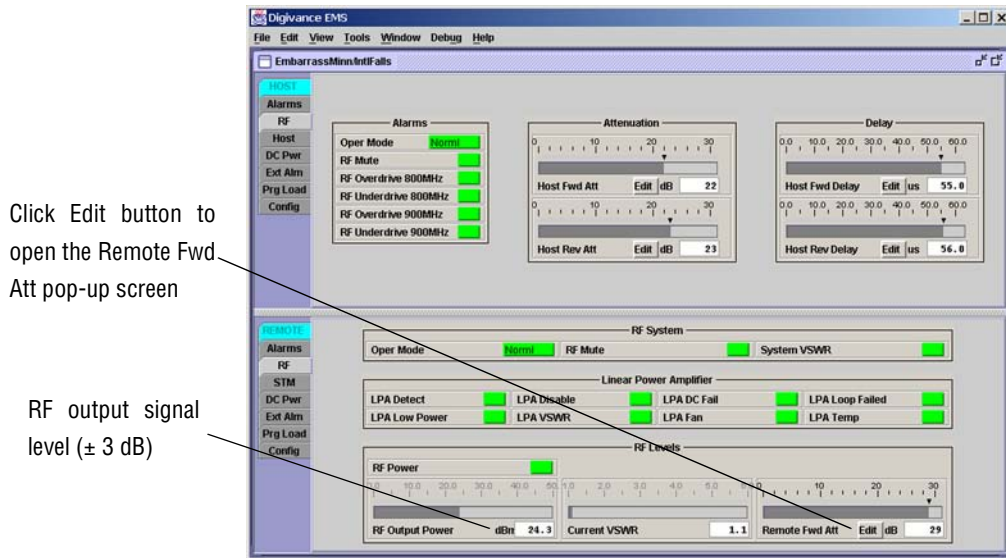 Digivance EMS
File Edit View Tools Window Debug Help
EmbarrassMinn/IntlFalls
HOST
Alarms
RF
Host
DC Pwr
Ext Alm
Prg Load
Config
Alarms
Oper Mode Norml
RF Mute
RF Overdrive 800MHz
RF Underdrive 800MHz
RF Overdrive 900MHz
RF Underdrive 900MHz
Attenuation
0 10 20 30
Host Fwd Att Edit dB 22
0 10 20 30
Host Rev Att Edit dB 23
Delay
0.0 10.0 20.0 30.0 40.0 50.0 60.0
Host Fwd Delay Edit us 55.0
0.0 10.0 20.0 30.0 40.0 50.0 60.0
Host Rev Delay Edit us 56.0
Click Edit button to
open the Remote Fwd
Att pop-up screen
RF output signal
level (± 3 dB)
REMOTE
Alarms
RF
STM
DC Pwr
Ext Alm
Prg Load
Config
RF System
Oper Mode Norml RF Mute System VSWR
Linear Power Amplifier
LPA Detect LPA Disable LPA DC Fail LPA Loop Failed
LPA Low Power LPA VSWR LPA Fan LPA Temp
RF Levels
RF Power
10.0 20.0 30.0 40.0
2.0 3.0 4.0 5.0
10 20 30
RF Output Power dBm 24.3 Current VSWR 1.1 Remote Fwd Att Edit dB 29